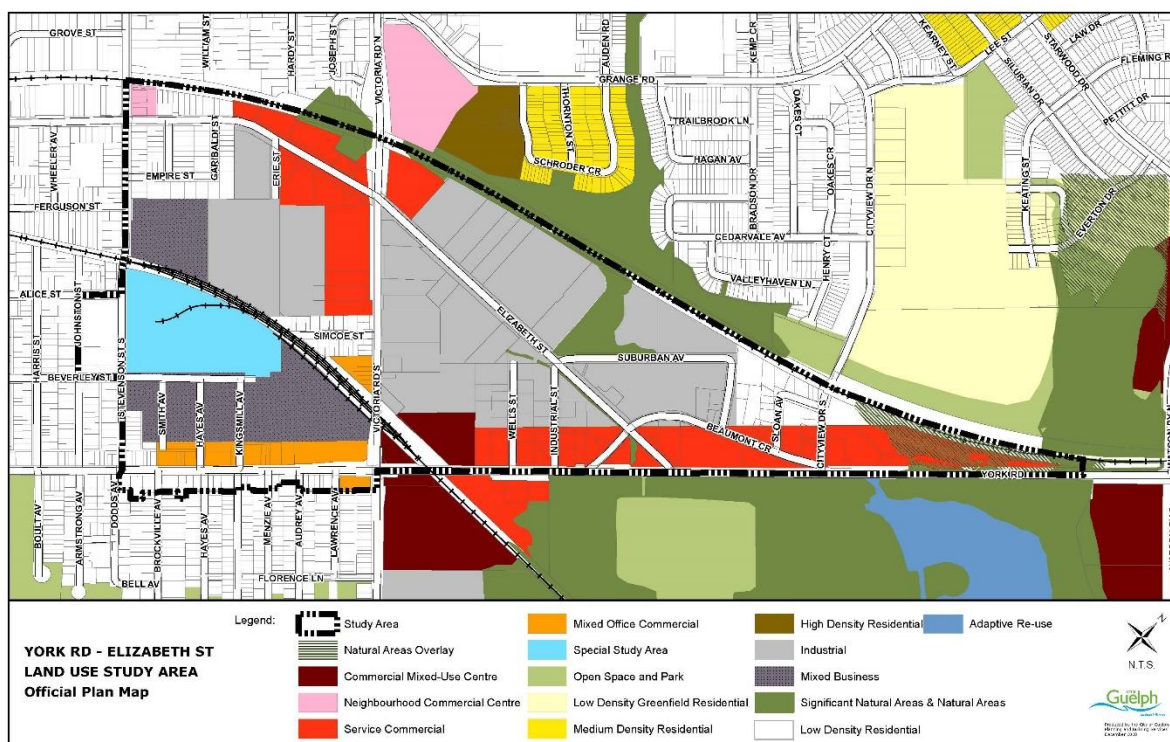 GROVE ST
WILLIAM ST
HARDY ST
JOSEPH ST
VICTORIA RD N
AUDEN RD
KEMP CR
KEARNEY ST
LEE ST
LAW DR
STARWOOD DR
FLEMING R
SILURIAN DR
PETTITT DR
GRANGE RD
THORNTON ST
OAKES CT
TRAILBROOK LN
SCHRODER CR
HAGAN AV
WHEELER AV
GARIBALDI ST
ERIE ST
EMPIRE ST
FERGUSON ST
BRADSON DR
OAKES CR
CITYVIEW DR N
KEATING ST
EVERTON DR
CEDARVALE AV
HENRY CT
VALLEYHAVEN LN
ALICE ST
JOHNSTON ST
HARRIS ST
STEVENSON ST S
SIMCOE ST
ELIZABETH ST
SUBURBAN AV
BEVERLEY ST
SMITH AV
HAYES AV
KINGSMILL AV
VICTORIA RD S
WELLS ST
INDUSTRIAL ST
BEAUMONT CR
SLOAN AV
CITYVIEW DR S
YORK RD
BOULT AV
ARMSTRONG AV
DODDS AV
BROCKVILLE AV
HAYES AV
MENZIE AV
AUDREY AV
LAWRENCE AV
BELL AV
FLORENCE LN
YORK RD - ELIZABETH ST
LAND USE STUDY AREA
Official Plan Map
Legend:
Study Area
Natural Areas Overlay
Commercial Mixed-Use Centre
Neighbourhood Commercial Centre
Service Commercial
Mixed Office Commercial
Special Study Area
Open Space and Park
Low Density Greenfield Residential
Medium Density Residential
High Density Residential
Industrial
Mixed Business
Significant Natural Areas & Natural Areas
Low Density Residential
Adaptive Re-use
Z
N.T.S.
Guelph